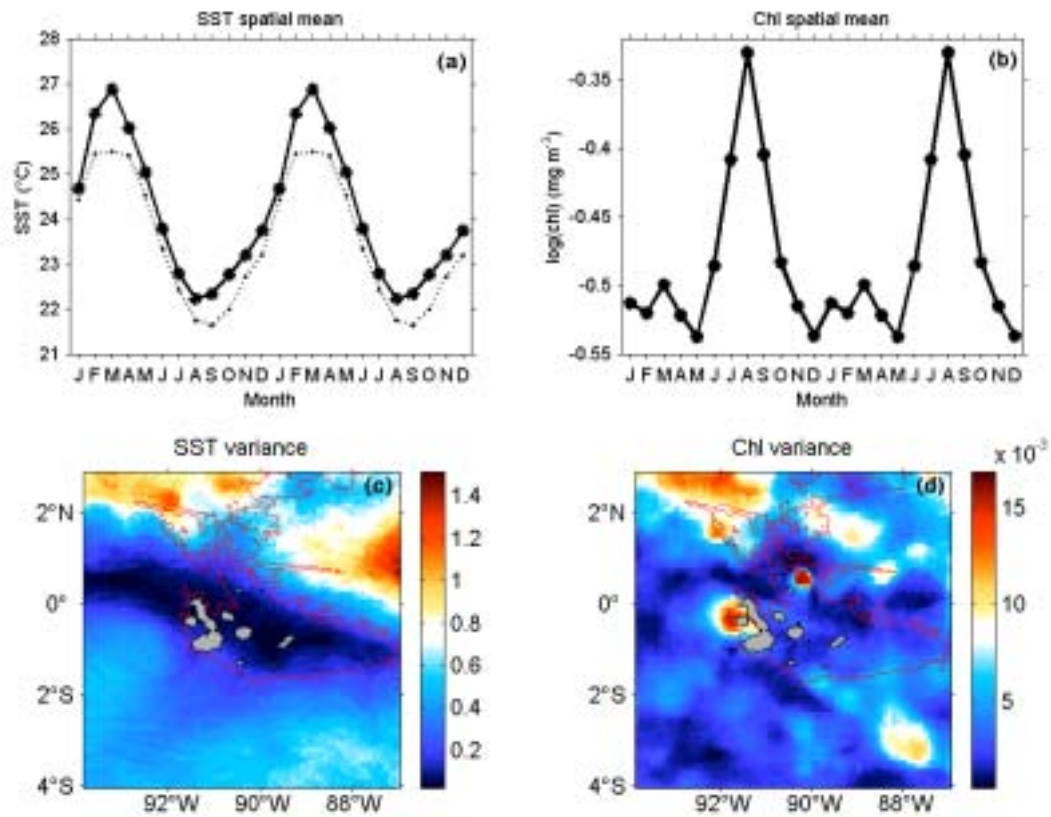 SST spatial mean
(a)
28
27
26
25
24
23
22
21
SST (°C)
J F M A M J J A S O N D J F M A M J J A S O N D
Month
Chl spatial mean
(b)
-0.35
-0.4
-0.45
-0.5
-0.55
log(chl) (mg m⁻³)
J F M A M J J A S O N D J F M A M J J A S O N D
Month
SST variance
(c)
2°N
0°
2°S
4°S
92°W 90°W 88°W
1.4
1.2
1
0.8
0.6
0.4
0.2
Chl variance
x 10⁻³
(d)
2°N
0°
2°S
4°S
92°W 90°W 88°W
15
10
5